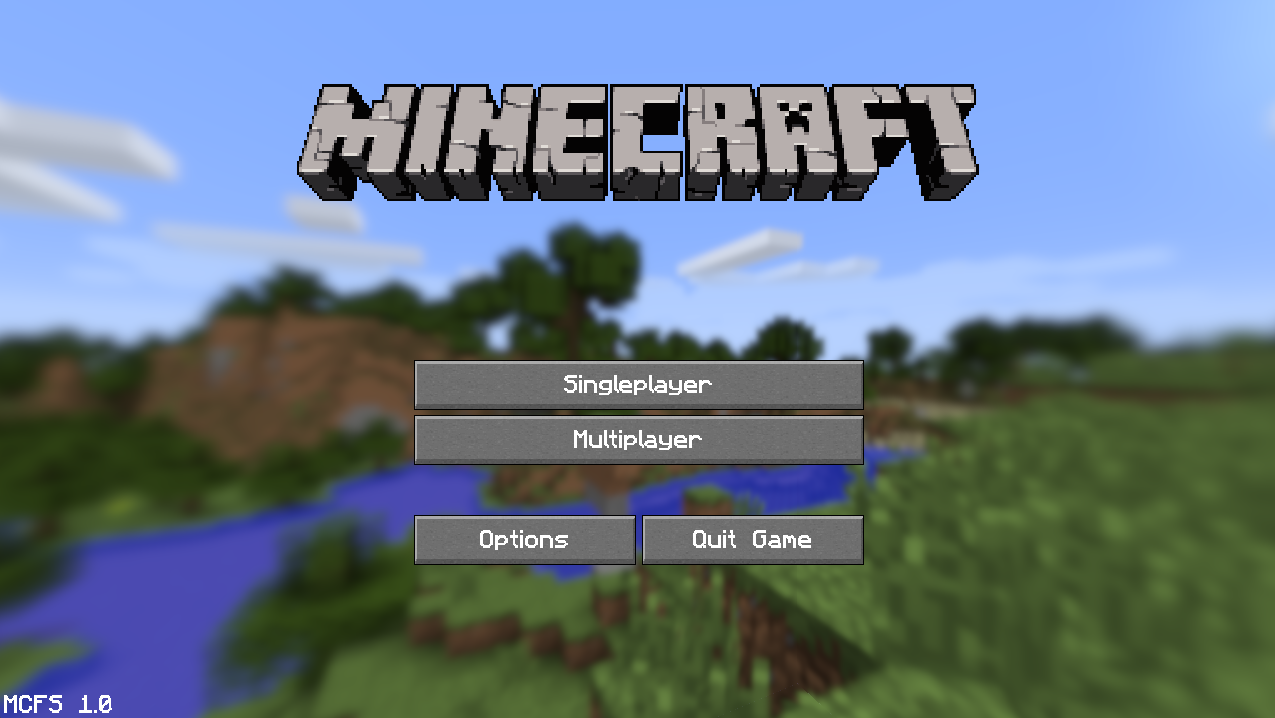 MINECRAFT
Singleplayer
Multiplayer
Options
Quit Game
MCFS 1.0